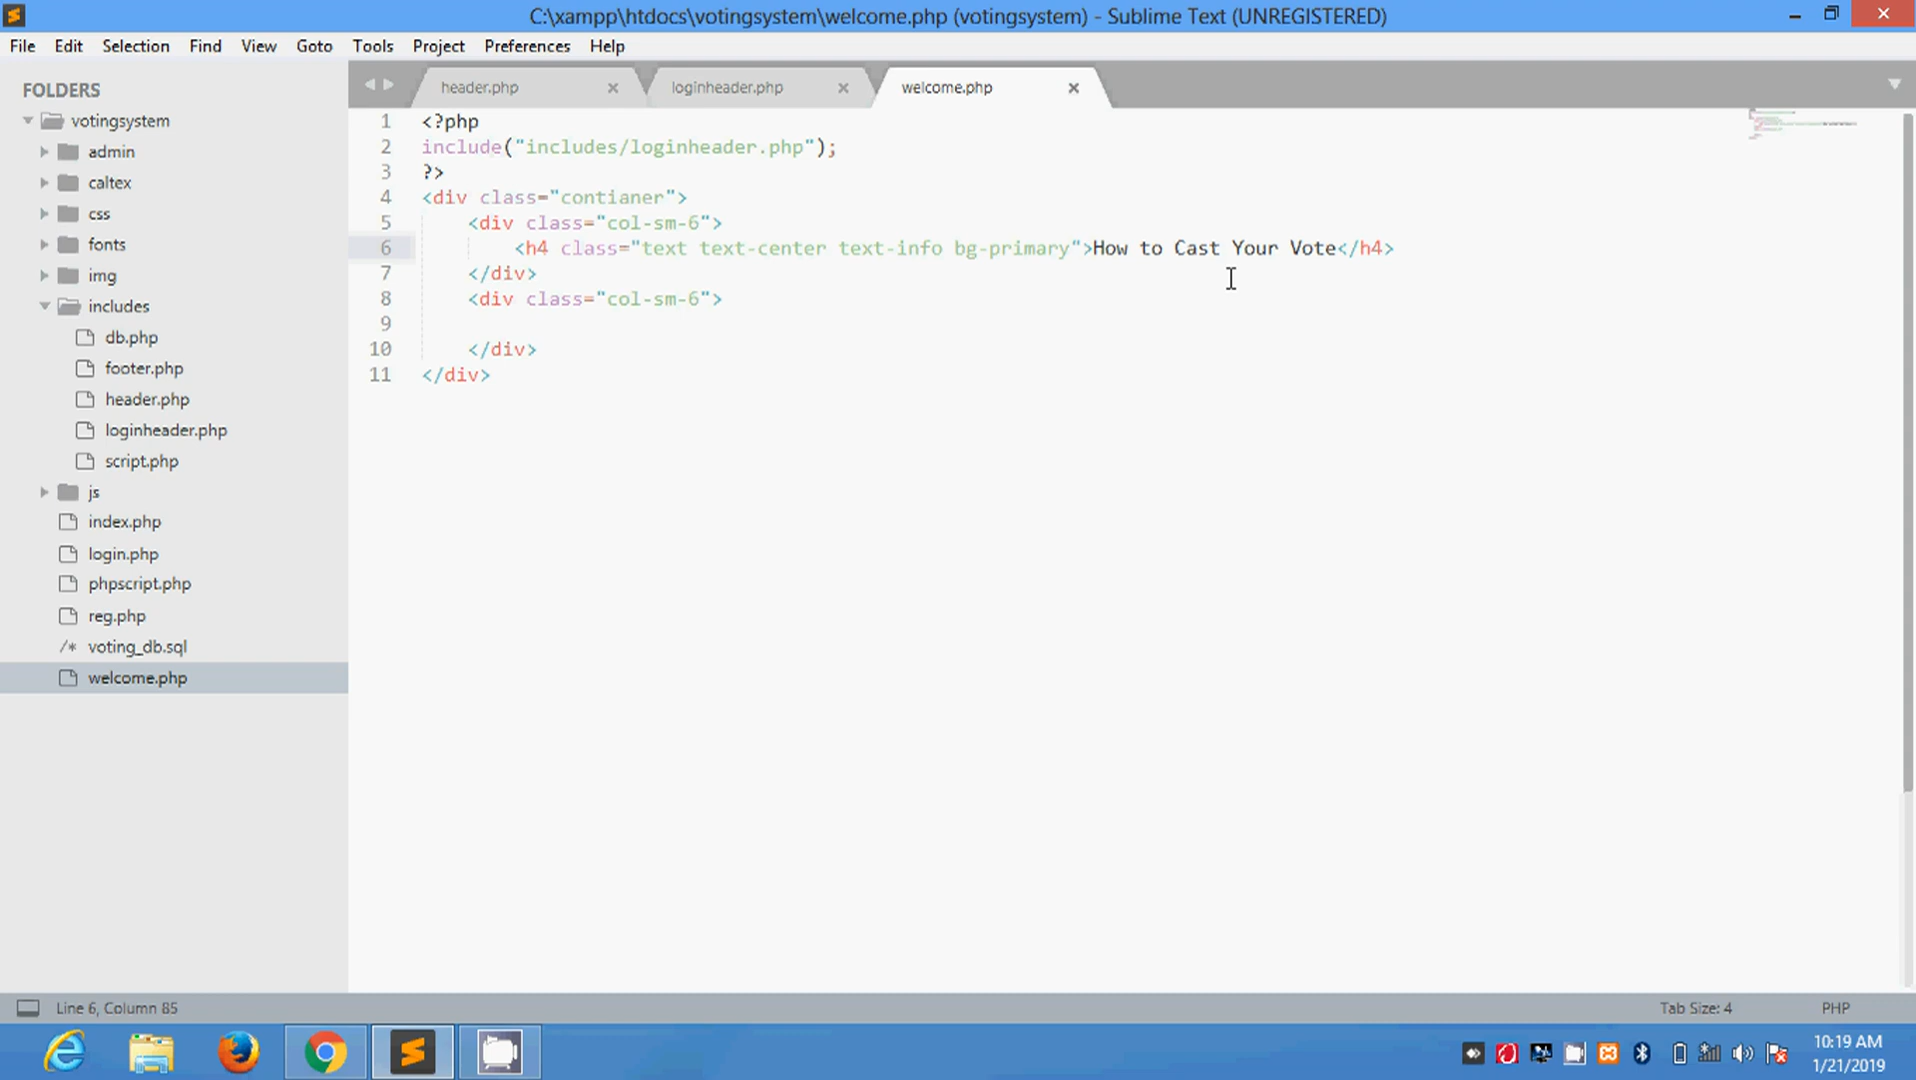 C:\xampp\htdocs\votingsystem\welcome.php (votingsystem) - Sublime Text (UNREGISTERED)
File Edit Selection Find View Goto Tools Project Preferences Help
FOLDERS
votingsystem
admin
caltex
css
fonts
img
includes
db.php
footer.php
header.php
loginheader.php
script.php
js
index.php
login.php
phpscript.php
reg.php
/* voting_db.sql
welcome.php
header.php loginheader.php welcome.php
1 <?php
2 include("includes/loginheader.php");
3 ?>
4 <div class="contianer">
5 <div class="col-sm-6">
6 <h4 class="text text-center text-info bg-primary">How to Cast Your Vote</h4>
7 </div>
8 <div class="col-sm-6">
9
10 </div>
11 </div>
Line 6, Column 85
Tab Size: 4 PHP
10:19 AM
1/21/2019